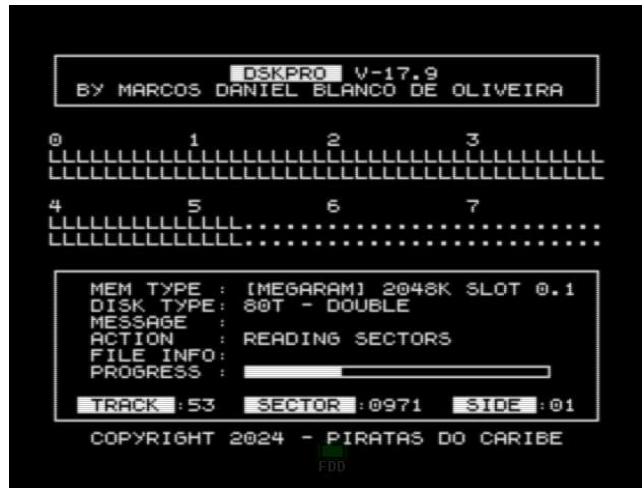 DSKPRO V-17.9
BY MARCOS DANIEL BLANCO DE OLIVEIRA
0 1 2 3
LLLLLLLLLLLLLLLLLLLLLLLLLLLLLLLLLLLLLLLL
LLLLLLLLLLLLLLLLLLLLLLLLLLLLLLLLLLLLLLLL
4 5 6 7
LLLLLLLLLLLLLL..........................
LLLLLLLLLLLLLL..........................
MEM TYPE : [MEGARAM] 2048K SLOT 0.1
DISK TYPE: 80T - DOUBLE
MESSAGE :
ACTION : READING SECTORS
FILE INFO:
PROGRESS :
TRACK :53 SECTOR :0971 SIDE :01
COPYRIGHT 2024 - PIRATAS DO CARIBE
FDD